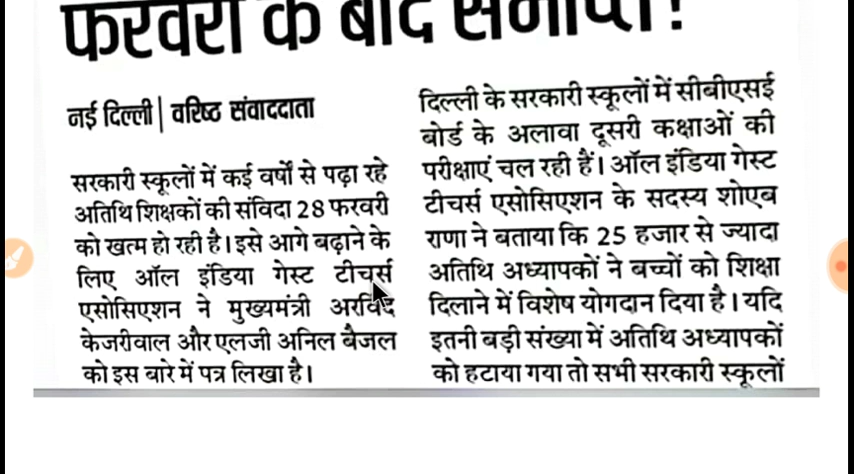 फरवरी के बाद समाप्त!
नई दिल्ली | वरिष्ठ संवाददाता
सरकारी स्कूलों में कई वर्षों से पढ़ा रहे
अतिथि शिक्षकों की संविदा 28 फरवरी
को खत्म हो रही है। इसे आगे बढ़ाने के
लिए ऑल इंडिया गेस्ट टीचर्स
एसोसिएशन ने मुख्यमंत्री अरविंद
केजरीवाल और एलजी अनिल बैजल
को इस बारे में पत्र लिखा है।
दिल्ली के सरकारी स्कूलों में सीबीएसई
बोर्ड के अलावा दूसरी कक्षाओं की
परीक्षाएं चल रही हैं। ऑल इंडिया गेस्ट
टीचर्स एसोसिएशन के सदस्य शोएब
राणा ने बताया कि 25 हजार से ज्यादा
अतिथि अध्यापकों ने बच्चों को शिक्षा
दिलाने में विशेष योगदान दिया है। यदि
इतनी बड़ी संख्या में अतिथि अध्यापकों
को हटाया गया तो सभी सरकारी स्कूलों